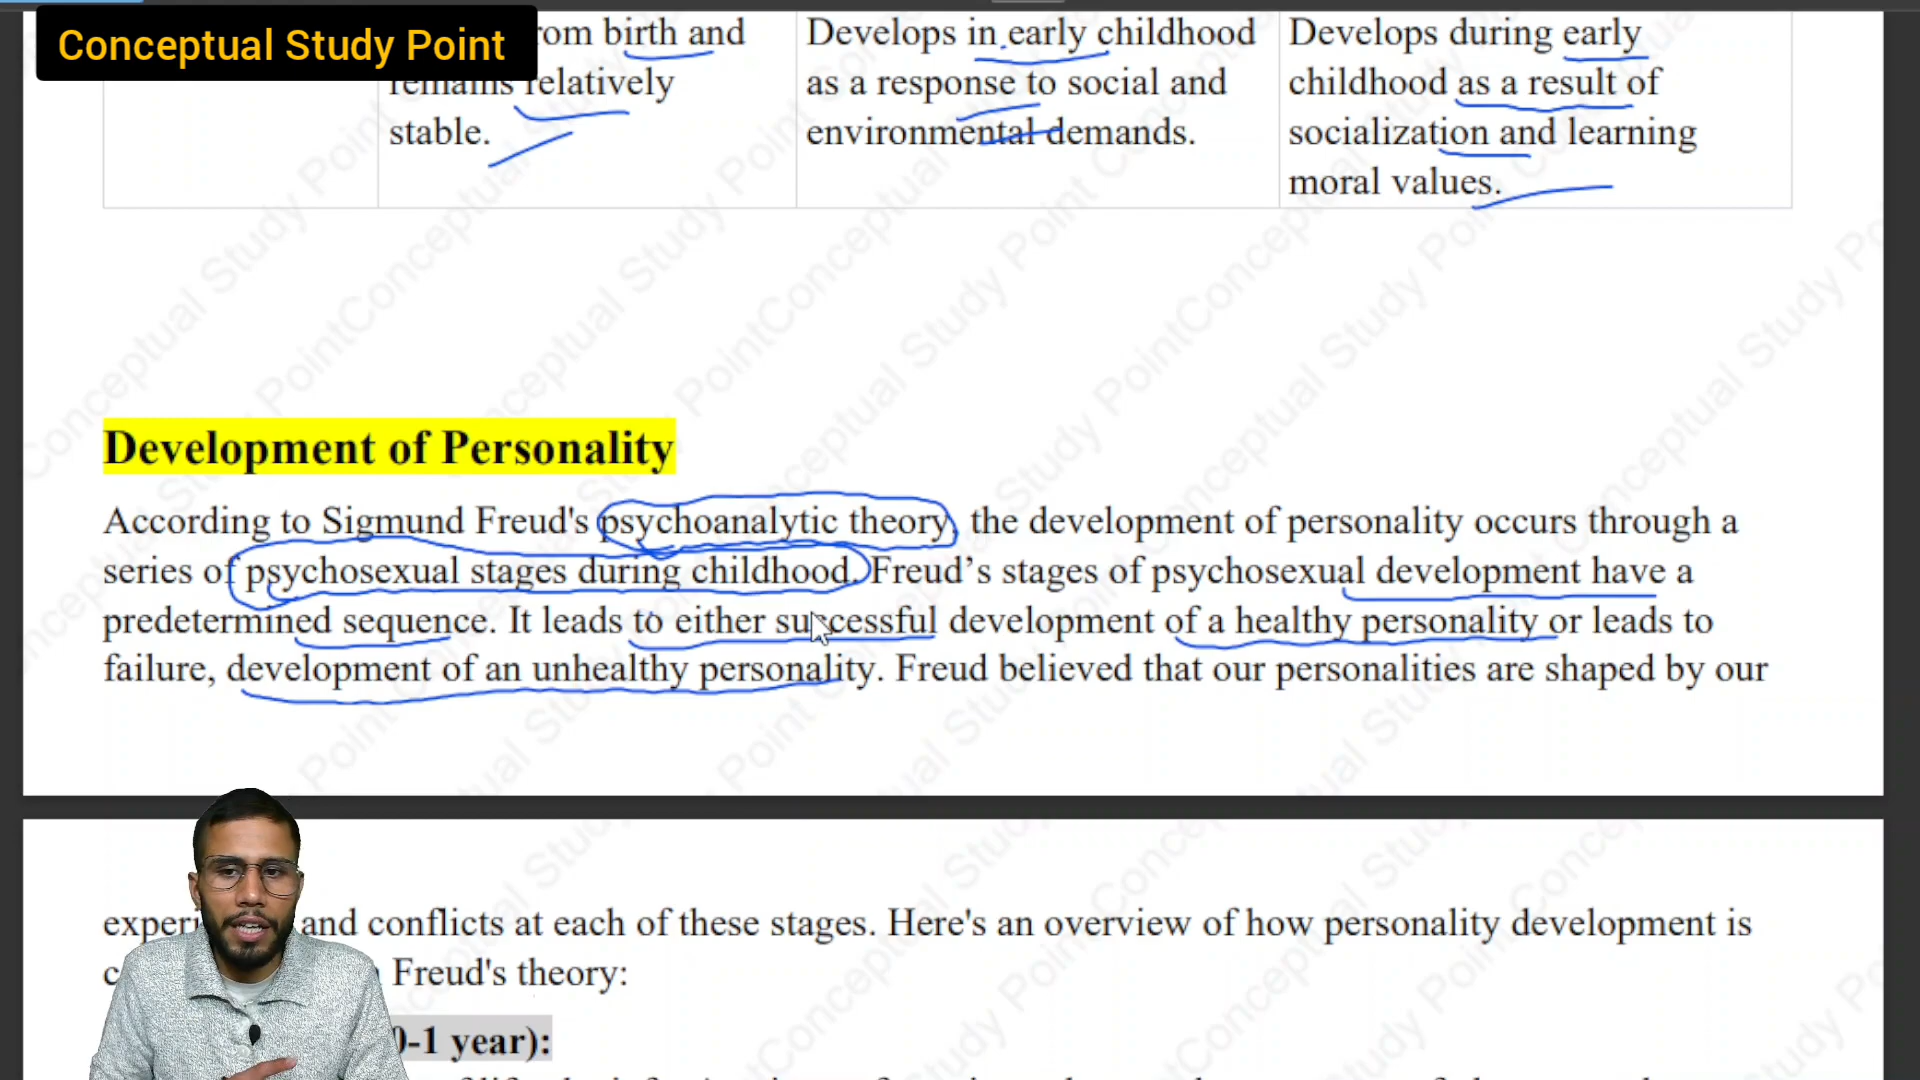 Conceptual Study Point
rom birth and
remains relatively
stable.
Develops in early childhood
as a response to social and
environmental demands.
Develops during early
childhood as a result of
socialization and learning
moral values.
Development of Personality
According to Sigmund Freud's psychoanalytic theory, the development of personality occurs through a
series of psychosexual stages during childhood. Freud’s stages of psychosexual development have a
predetermined sequence. It leads to either successful development of a healthy personality or leads to
failure, development of an unhealthy personality. Freud believed that our personalities are shaped by our
experi and conflicts at each of these stages. Here's an overview of how personality development is
c Freud's theory:
0-1 year):